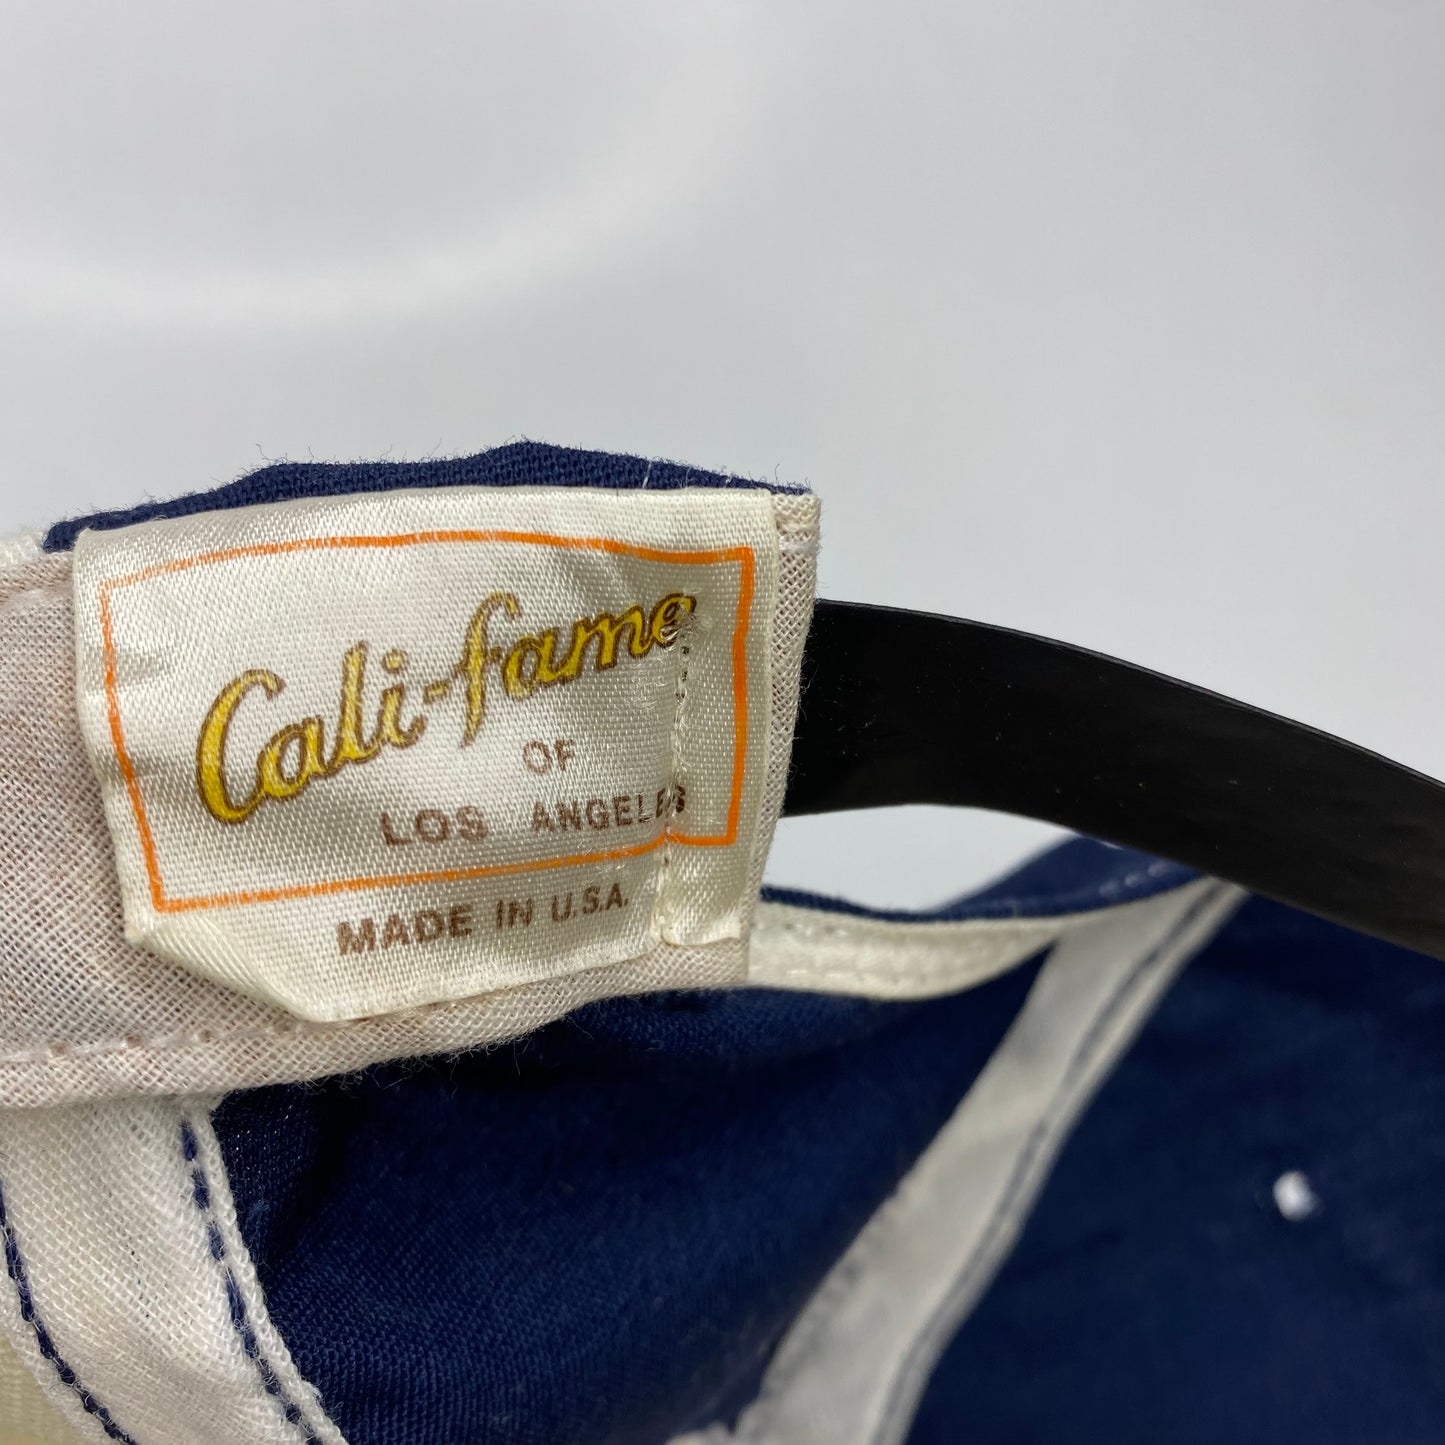 Cali-fame
OF
LOS ANGELES
MADE IN U.S.A.